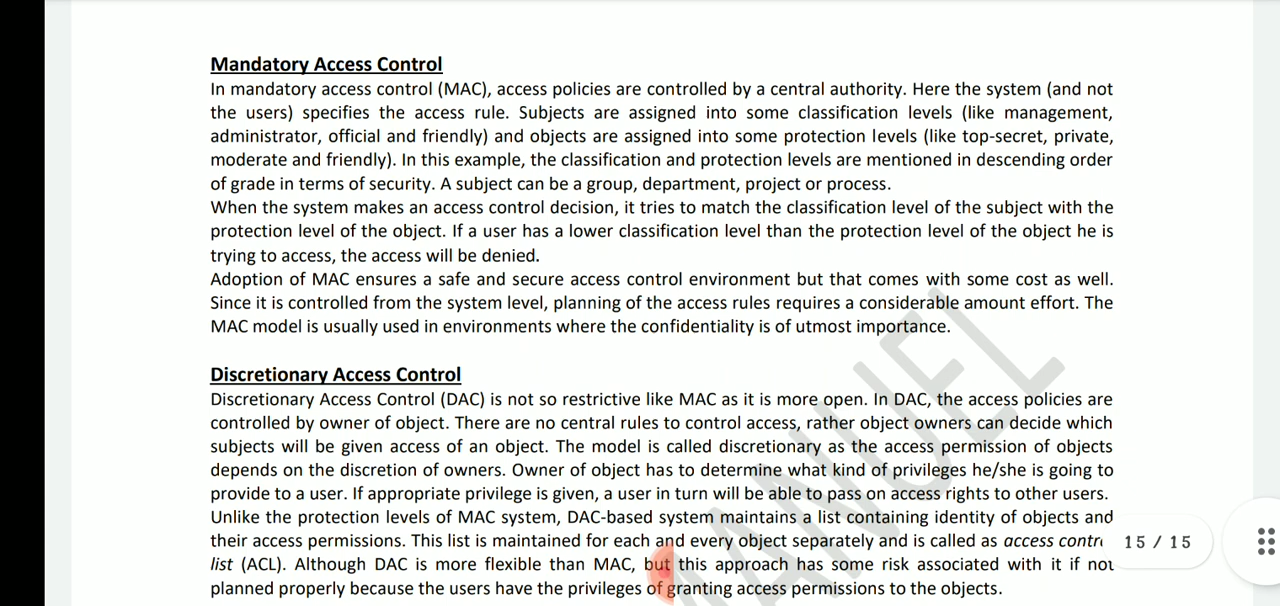 Mandatory Access Control
In mandatory access control (MAC), access policies are controlled by a central authority. Here the system (and not
the users) specifies the access rule. Subjects are assigned into some classification levels (like management,
administrator, official and friendly) and objects are assigned into some protection levels (like top-secret, private,
moderate and friendly). In this example, the classification and protection levels are mentioned in descending order
of grade in terms of security. A subject can be a group, department, project or process.
When the system makes an access control decision, it tries to match the classification level of the subject with the
protection level of the object. If a user has a lower classification level than the protection level of the object he is
trying to access, the access will be denied.
Adoption of MAC ensures a safe and secure access control environment but that comes with some cost as well.
Since it is controlled from the system level, planning of the access rules requires a considerable amount effort. The
MAC model is usually used in environments where the confidentiality is of utmost importance.
Discretionary Access Control
Discretionary Access Control (DAC) is not so restrictive like MAC as it is more open. In DAC, the access policies are
controlled by owner of object. There are no central rules to control access, rather object owners can decide which
subjects will be given access of an object. The model is called discretionary as the access permission of objects
depends on the discretion of owners. Owner of object has to determine what kind of privileges he/she is going to
provide to a user. If appropriate privilege is given, a user in turn will be able to pass on access rights to other users.
Unlike the protection levels of MAC system, DAC-based system maintains a list containing identity of objects and
their access permissions. This list is maintained for each and every object separately and is called as access contr
list (ACL). Although DAC is more flexible than MAC, but this approach has some risk associated with it if not
planned properly because the users have the privileges of granting access permissions to the objects.
15 / 15
MANUEL